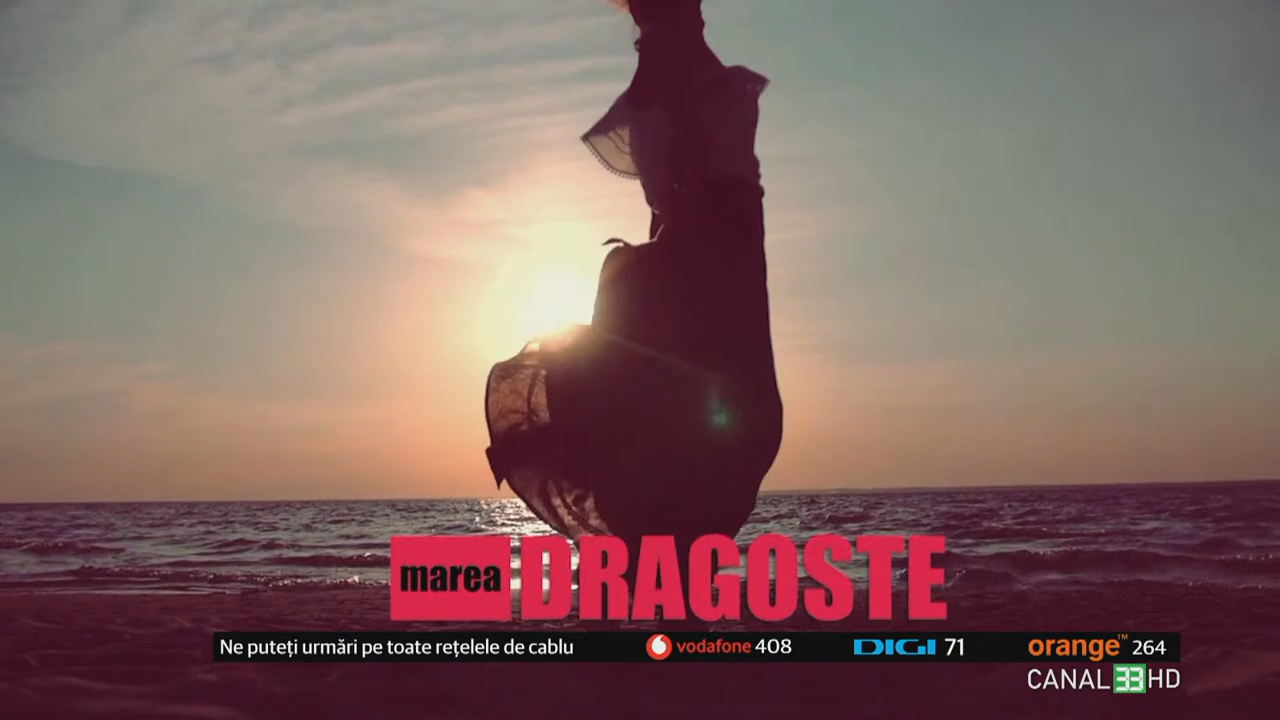 marea DRAGOSTE
Ne puteți urmări pe toate rețelele de cablu vodafone 408 DIGI 71 orange™ 264
CANAL 33 HD